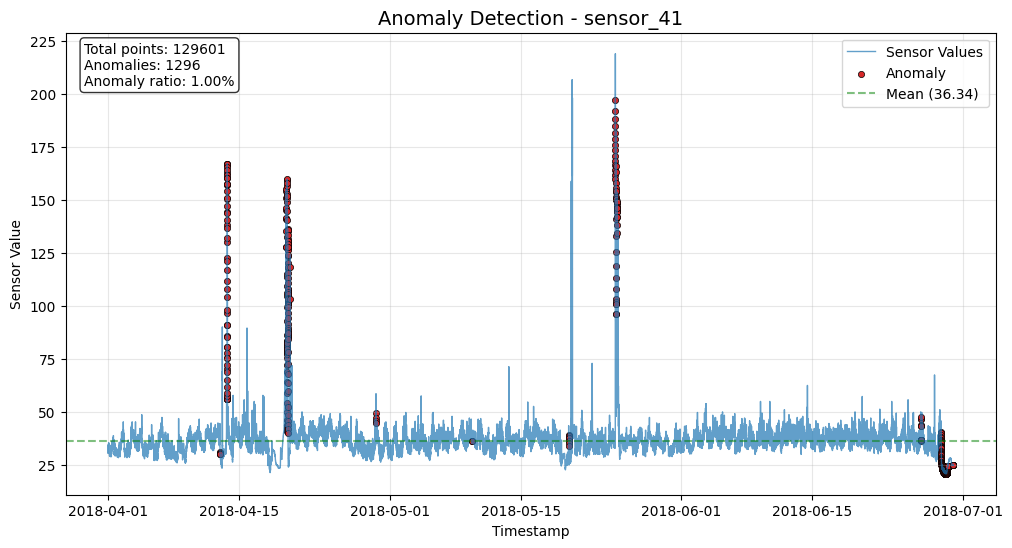 Anomaly Detection - sensor_41
Total points: 129601
Anomalies: 1296
Anomaly ratio: 1.00%
Sensor Values
Anomaly
Mean (36.34)
225
200
175
150
125
100
75
50
25
Sensor Value
2018-04-01
2018-04-15
2018-05-01
2018-05-15
2018-06-01
2018-06-15
2018-07-01
Timestamp